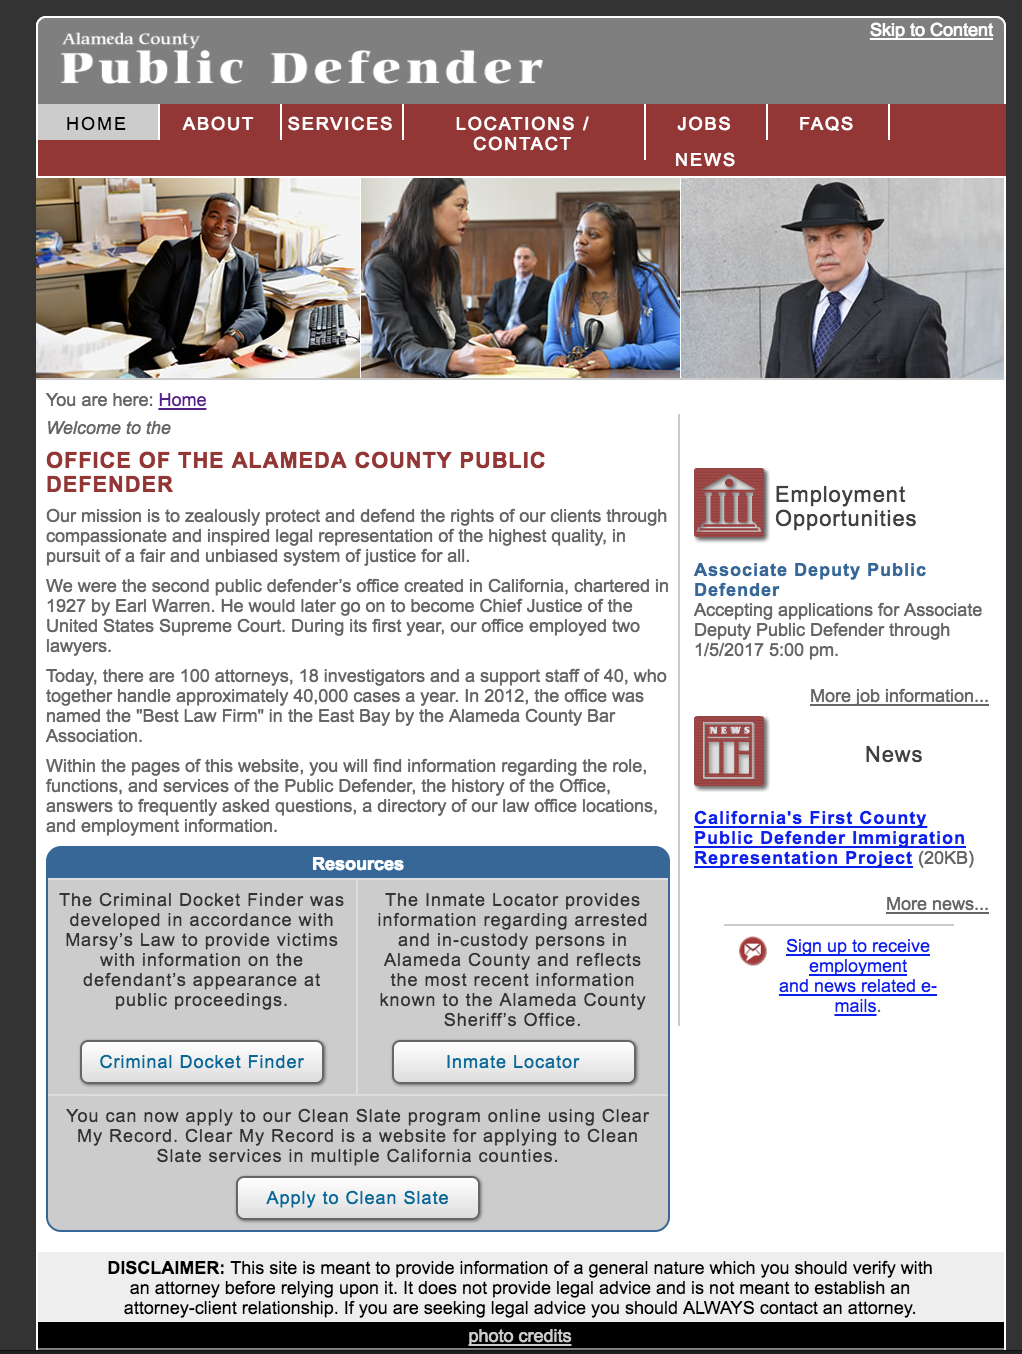 Skip to Content
Alameda County
Public Defender
HOME
ABOUT
SERVICES
LOCATIONS /
CONTACT
JOBS
FAQS
NEWS
You are here: Home
Welcome to the
OFFICE OF THE ALAMEDA COUNTY PUBLIC
DEFENDER
Our mission is to zealously protect and defend the rights of our clients through
compassionate and inspired legal representation of the highest quality, in
pursuit of a fair and unbiased system of justice for all.
We were the second public defender's office created in California, chartered in
1927 by Earl Warren. He would later go on to become Chief Justice of the
United States Supreme Court. During its first year, our office employed two
lawyers.
Today, there are 100 attorneys, 18 investigators and a support staff of 40, who
together handle approximately 40,000 cases a year. In 2012, the office was
named the "Best Law Firm" in the East Bay by the Alameda County Bar
Association.
Within the pages of this website, you will find information regarding the role,
functions, and services of the Public Defender, the history of the Office,
answers to frequently asked questions, a directory of our law office locations,
and employment information.
Resources
The Criminal Docket Finder was
developed in accordance with
Marsy's Law to provide victims
with information on the
defendant's appearance at
public proceedings.
Criminal Docket Finder
The Inmate Locator provides
information regarding arrested
and in-custody persons in
Alameda County and reflects
the most recent information
known to the Alameda County
Sheriff's Office.
Inmate Locator
You can now apply to our Clean Slate program online using Clear
My Record. Clear My Record is a website for applying to Clean
Slate services in multiple California counties.
Apply to Clean Slate
Employment
Opportunities
Associate Deputy Public
Defender
Accepting applications for Associate
Deputy Public Defender through
1/5/2017 5:00 pm.
More job information...
NEWS
News
California's First County
Public Defender Immigration
Representation Project (20KB)
More news...
Sign up to receive
employment
and news related e-
mails.
DISCLAIMER: This site is meant to provide information of a general nature which you should verify with
an attorney before relying upon it. It does not provide legal advice and is not meant to establish an
attorney-client relationship. If you are seeking legal advice you should ALWAYS contact an attorney.
photo credits